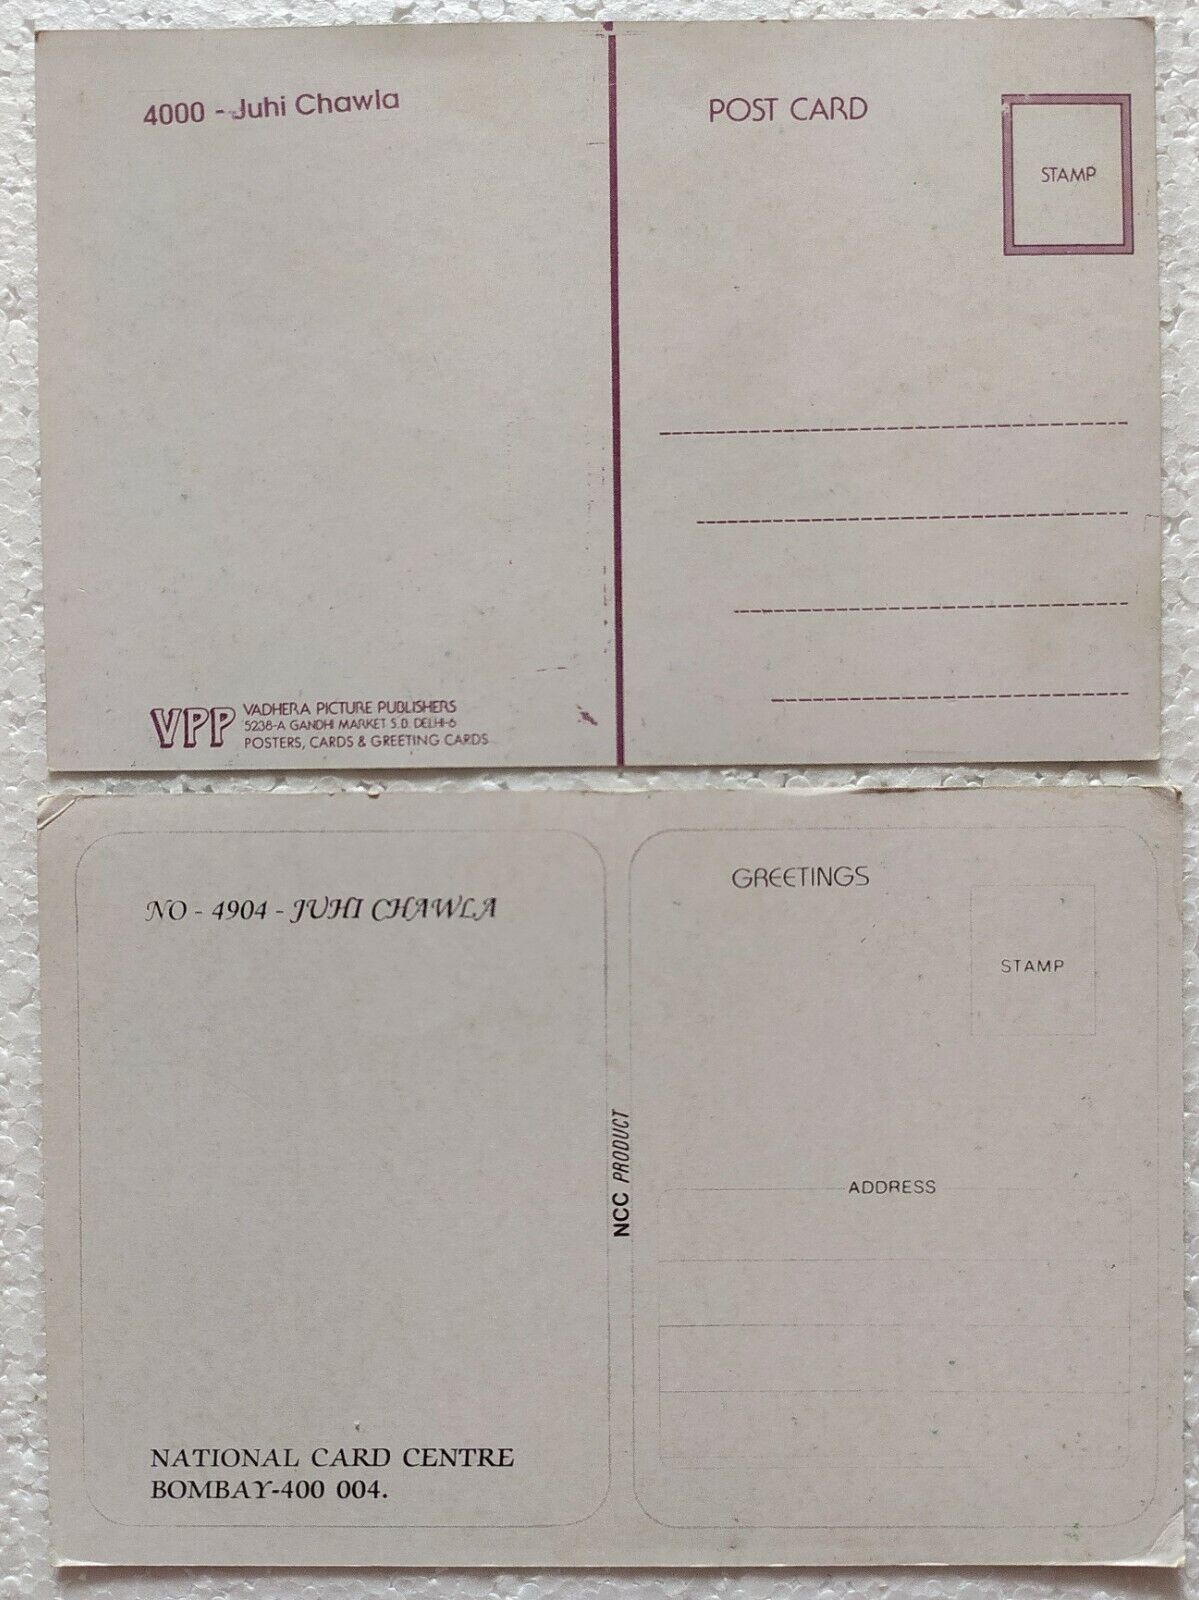 4000 - Juhi Chawla
POST CARD
STAMP
VPP
VADHERA PICTURE PUBLISHERS
5238-A GANDHI MARKET S.B. DELHI-6
POSTERS, CARDS & GREETING CARDS
NO - 4904 - JUHI CHAWLA
GREETINGS
STAMP
NCC PRODUCT
ADDRESS
NATIONAL CARD CENTRE
BOMBAY-400 004.